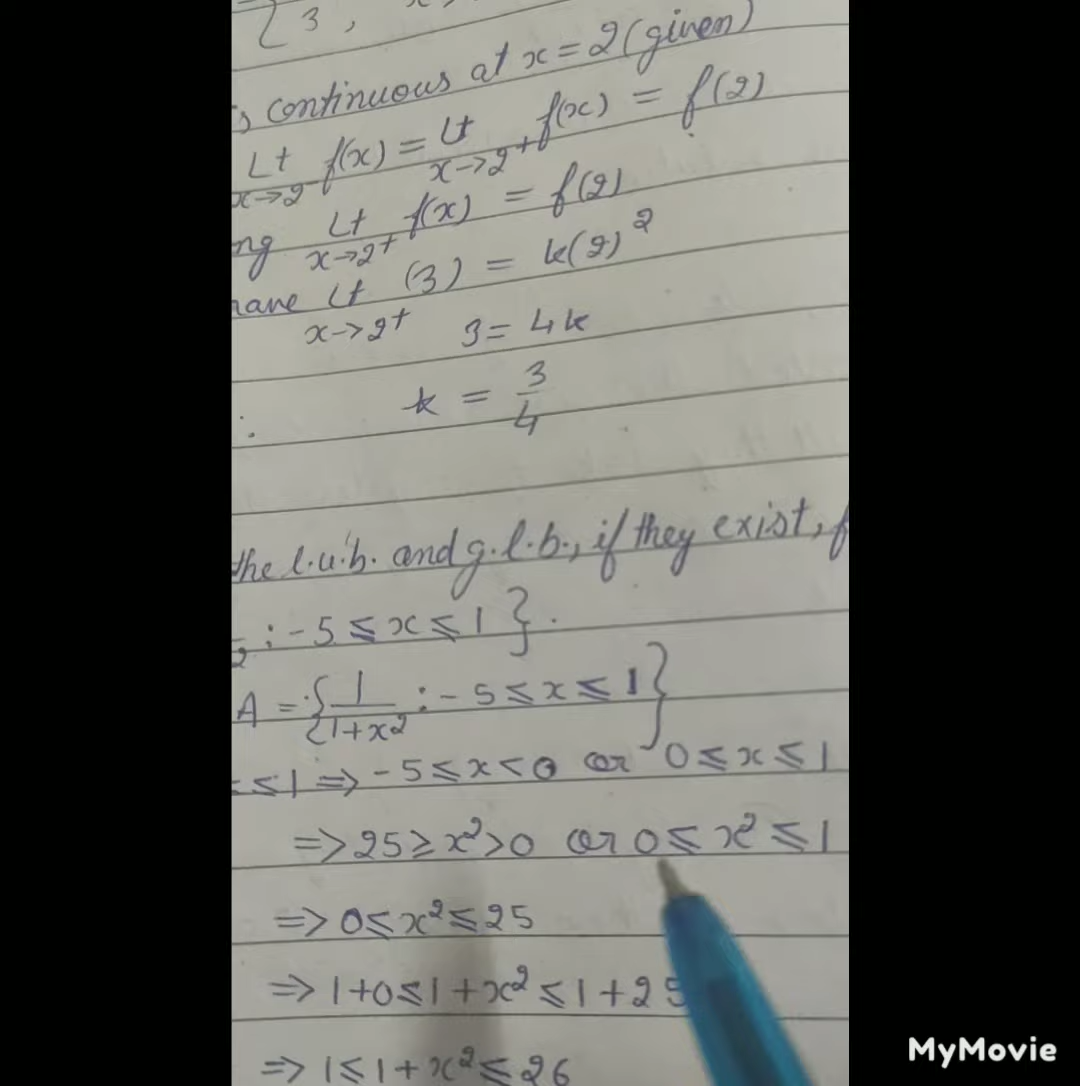 { 3 ,
s continuous at x = 2 (given)
Lt x→2⁻ f(x) = Lt x→2⁺ f(x) = f(2)
ng Lt x→2⁺ f(x) = f(2)
have Lt x→2⁺ (3) = k(2)²
3 = 4k
∴ k = 3/4
the l.u.b. and g.l.b., if they exist, f
2 : -5 ≤ x ≤ 1 }.
A = { 1/1+x² : -5 ≤ x ≤ 1 }
≤ 1 => -5 ≤ x < 0 or 0 ≤ x ≤ 1
=> 25 ≥ x² > 0 or 0 ≤ x² ≤ 1
=> 0 ≤ x² ≤ 25
=> 1+0 ≤ 1+x² ≤ 1+25
=> 1 ≤ 1+x² ≤ 26
MyMovie